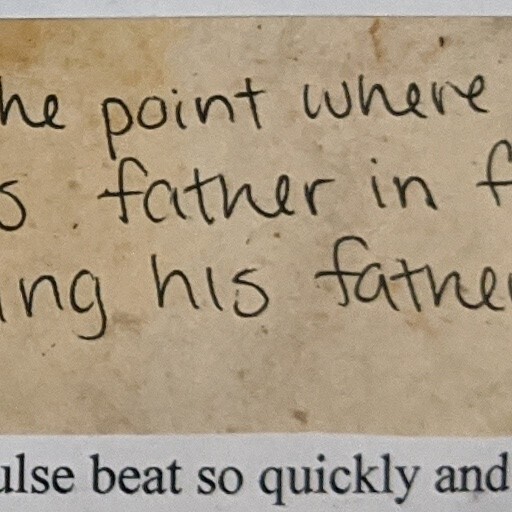 he point where
s. father in f
ing his father
ulse beat so quickly and